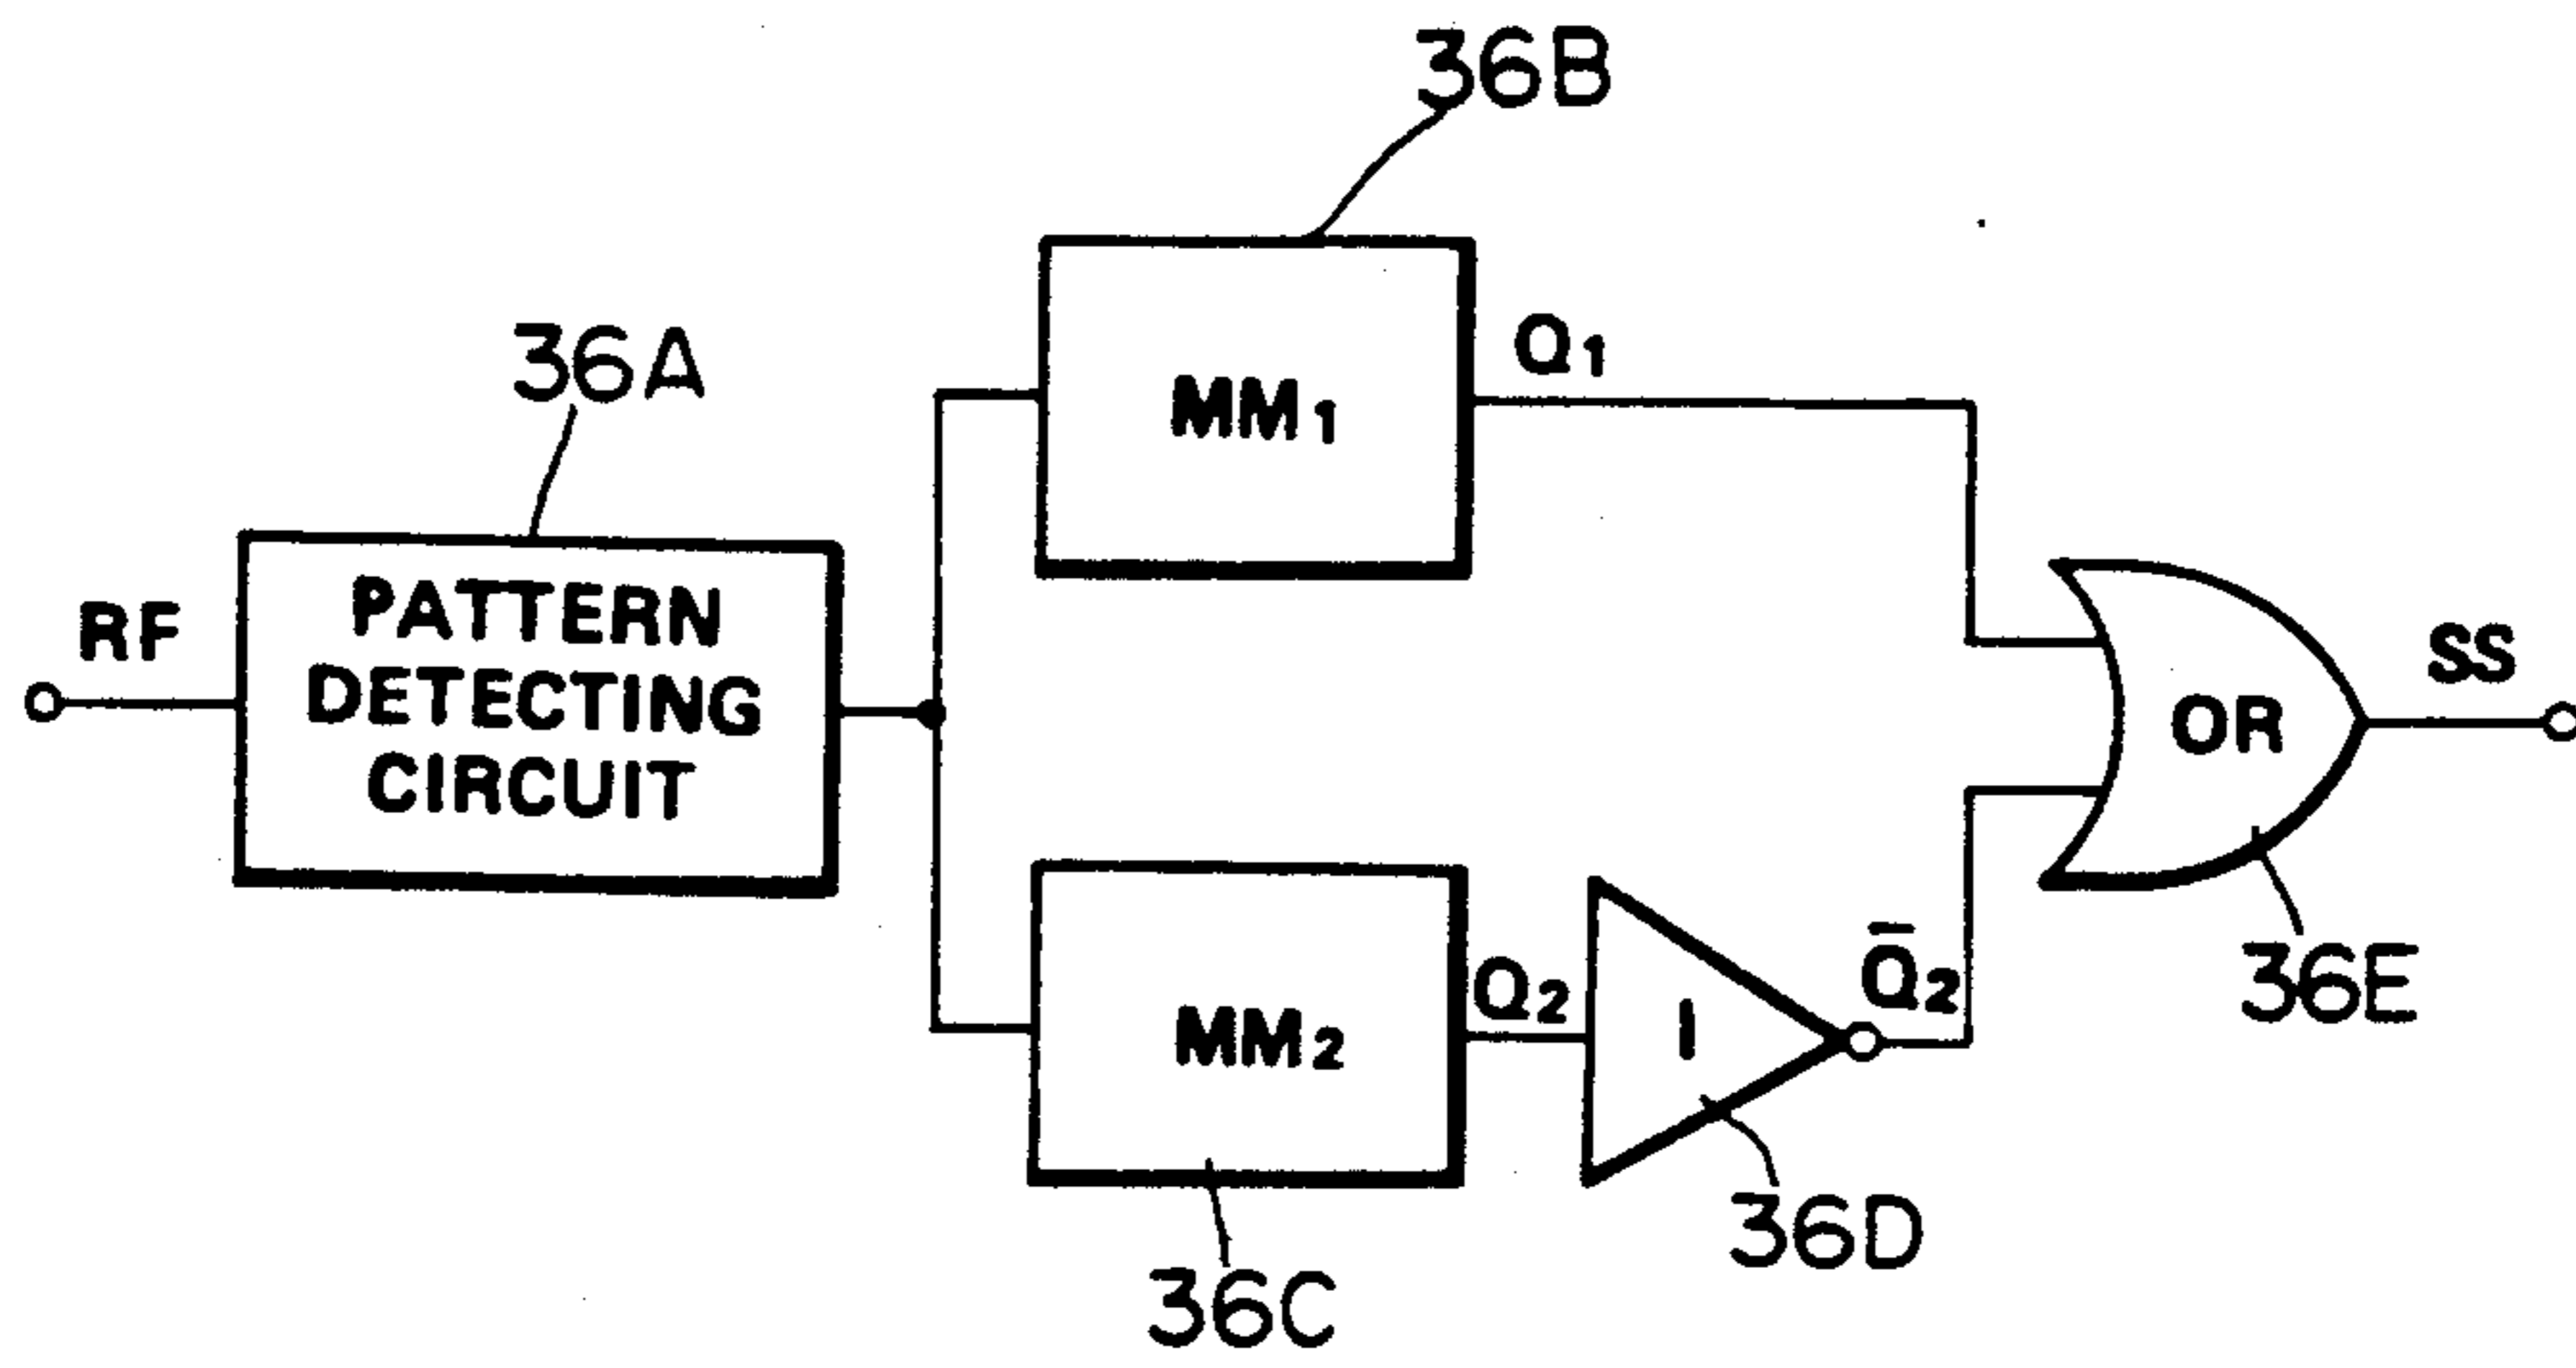 36B
36A
Q1
MM1
RF
PATTERN
DETECTING
CIRCUIT
SS
OR
Q2
Q̄2
MM2
I
36E
36D
36C